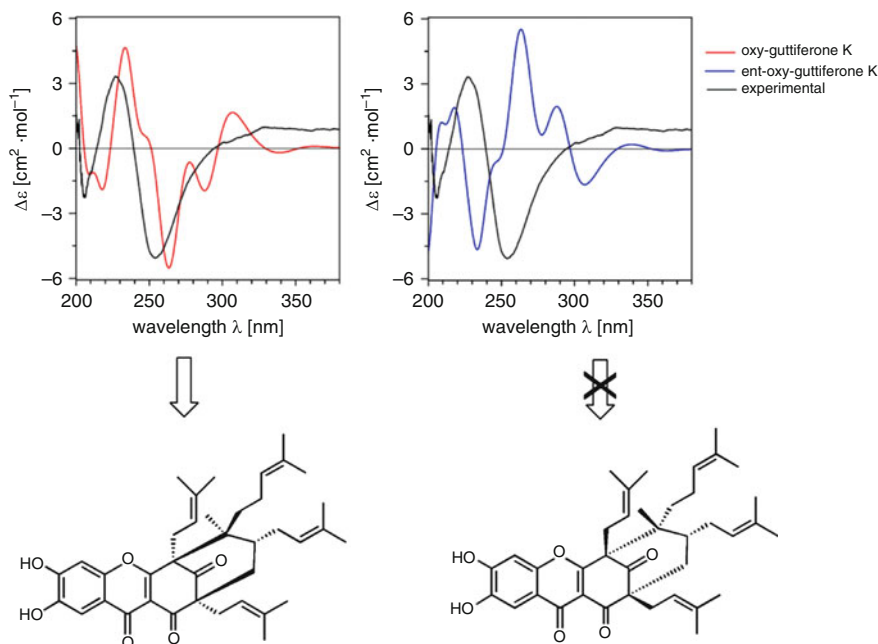 6
3
0
−3
−6
Δε [cm² ·mol⁻¹]
200 250 300 350
wavelength λ [nm]
6
3
0
−3
−6
Δε [cm² ·mol⁻¹]
200 250 300 350
wavelength λ [nm]
oxy-guttiferone K
ent-oxy-guttiferone K
experimental
HO
HO
O
O
O
O
HO
HO
O
O
O
O